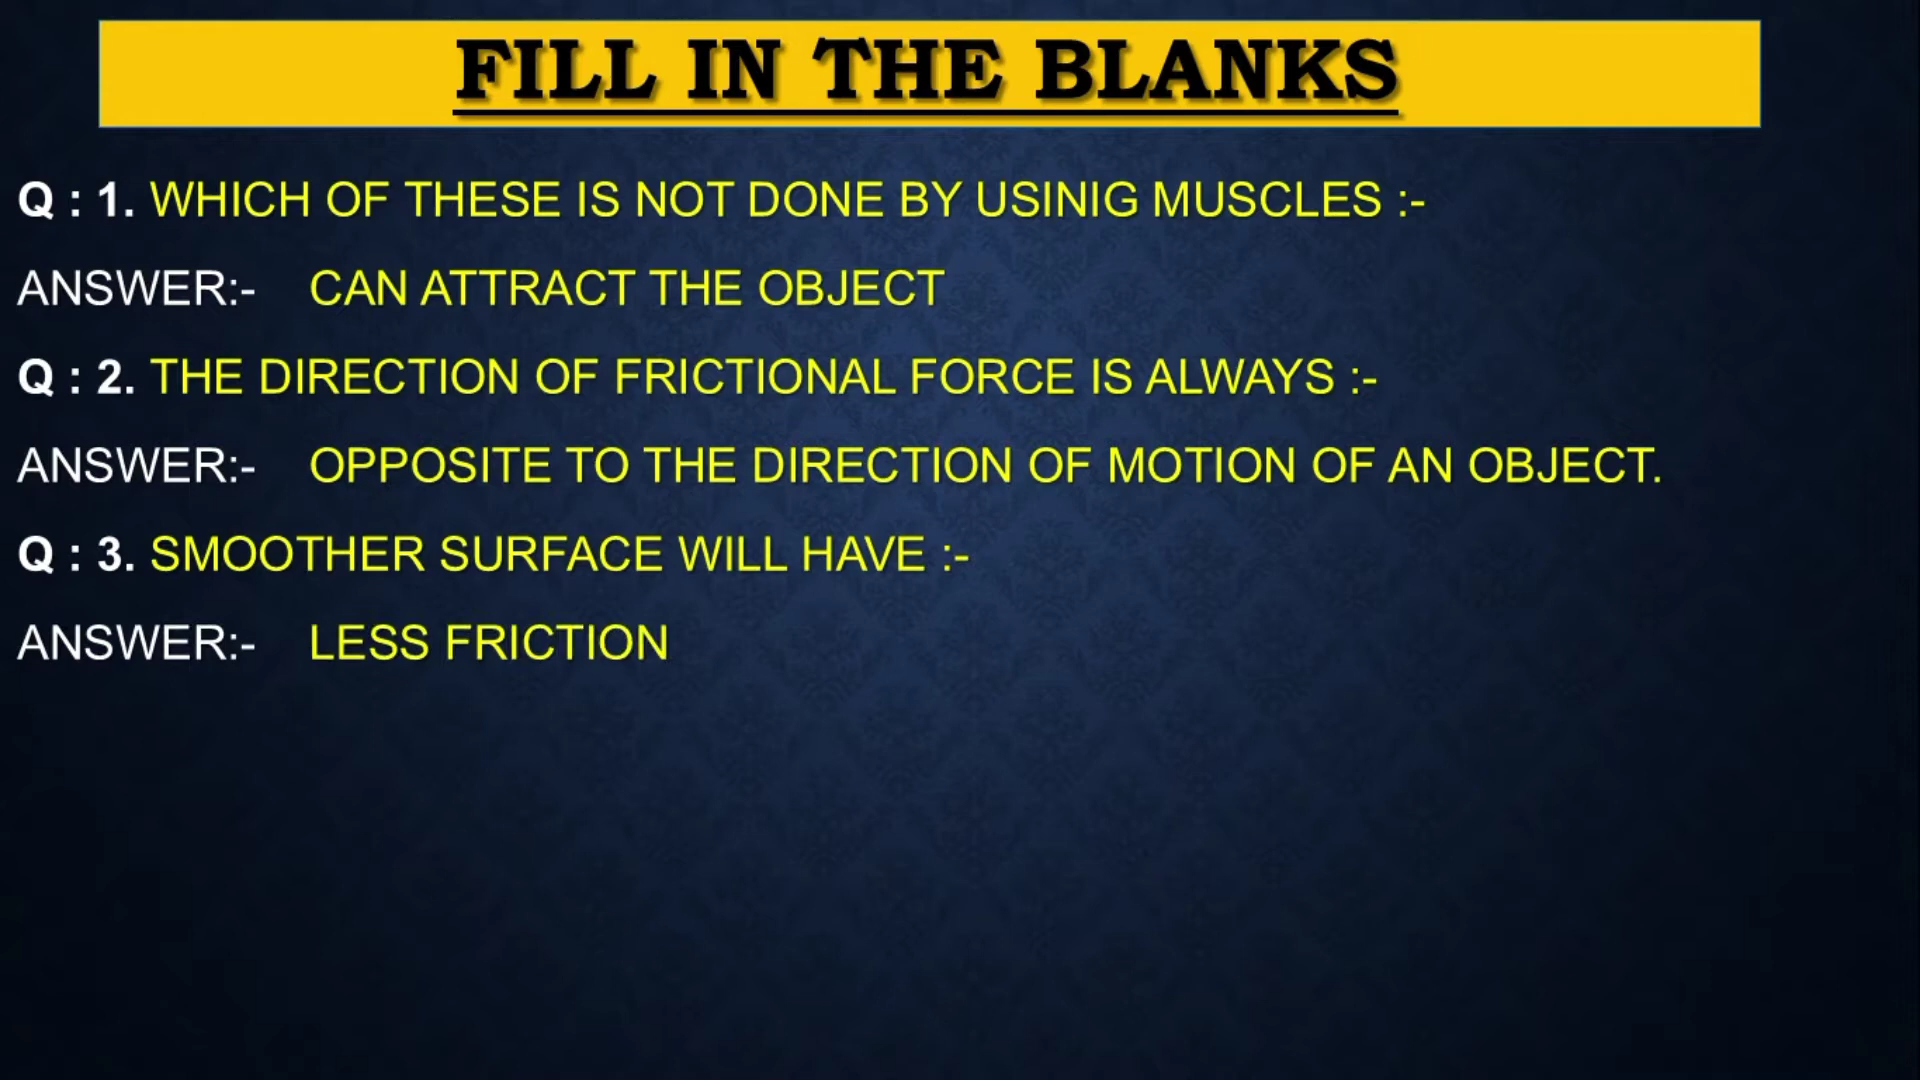 FILL IN THE BLANKS
Q : 1. WHICH OF THESE IS NOT DONE BY USINIG MUSCLES :-
ANSWER:- CAN ATTRACT THE OBJECT
Q : 2. THE DIRECTION OF FRICTIONAL FORCE IS ALWAYS :-
ANSWER:- OPPOSITE TO THE DIRECTION OF MOTION OF AN OBJECT.
Q : 3. SMOOTHER SURFACE WILL HAVE :-
ANSWER:- LESS FRICTION